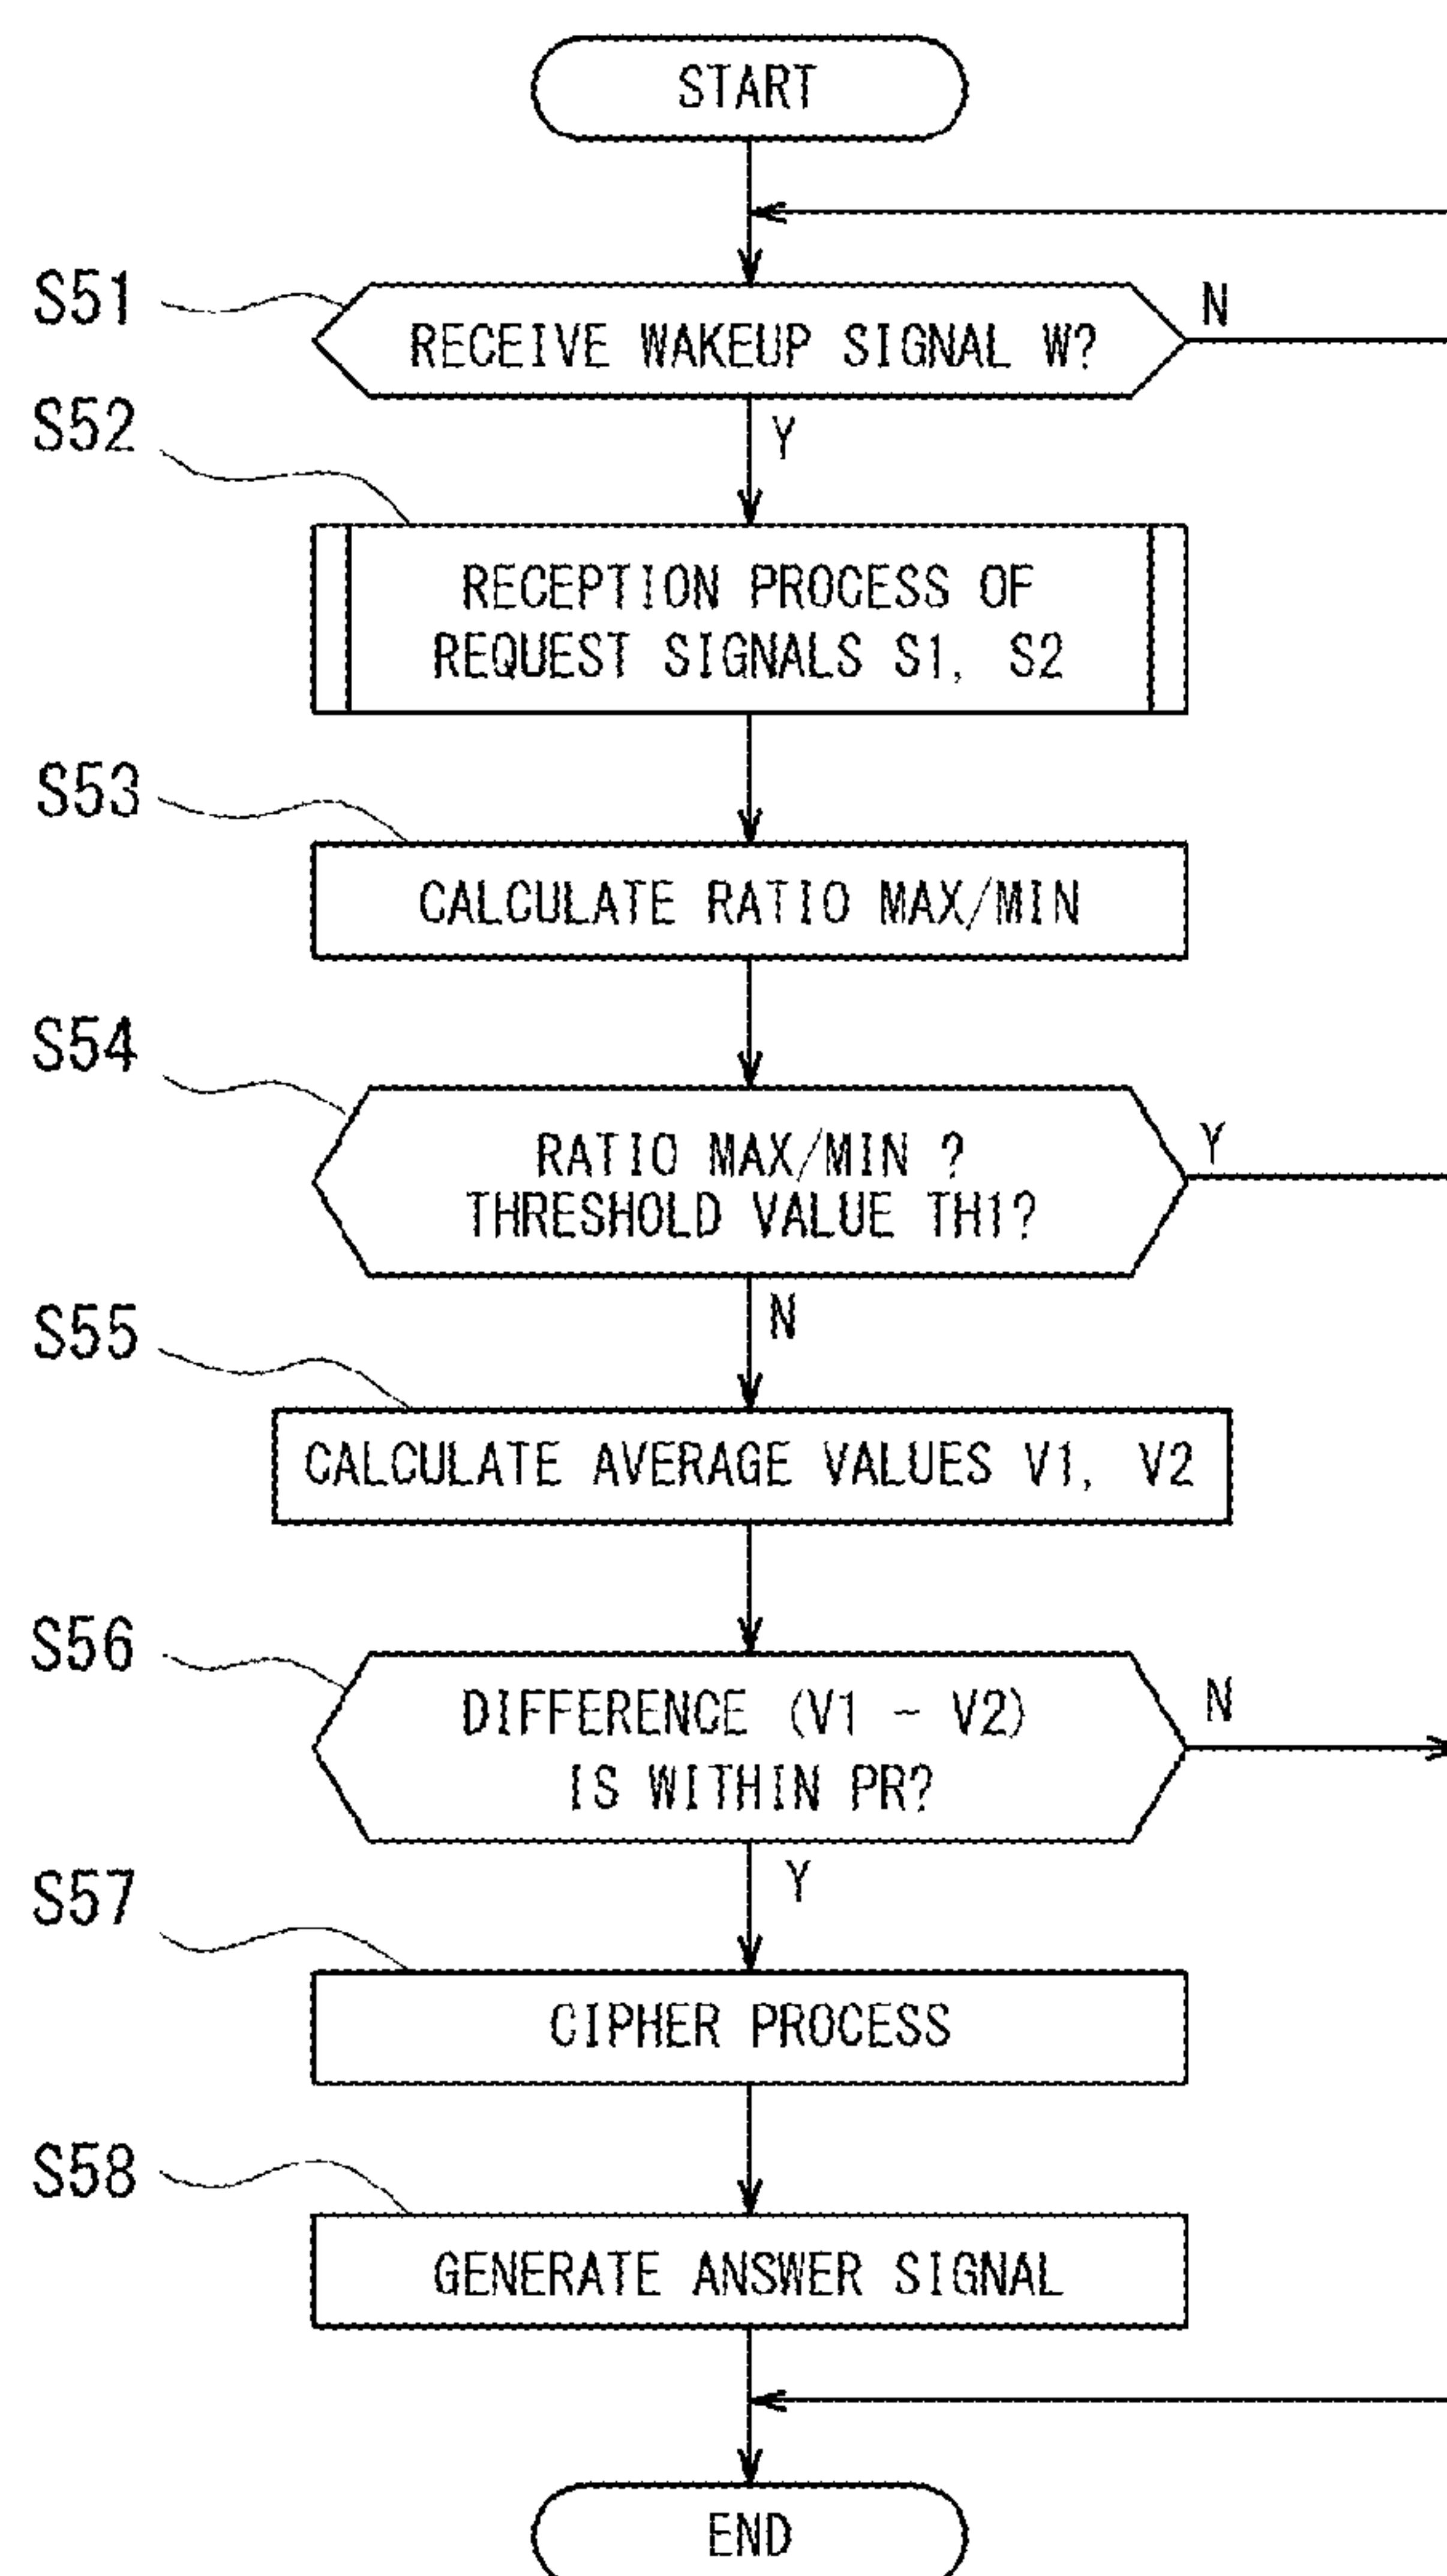 START
S51
RECEIVE WAKEUP SIGNAL W?
N
Y
S52
RECEPTION PROCESS OF
REQUEST SIGNALS S1, S2
S53
CALCULATE RATIO MAX/MIN
S54
RATIO MAX/MIN ?
THRESHOLD VALUE TH1?
Y
N
S55
CALCULATE AVERAGE VALUES V1, V2
S56
DIFFERENCE (V1 - V2)
IS WITHIN PR?
N
Y
S57
CIPHER PROCESS
S58
GENERATE ANSWER SIGNAL
END